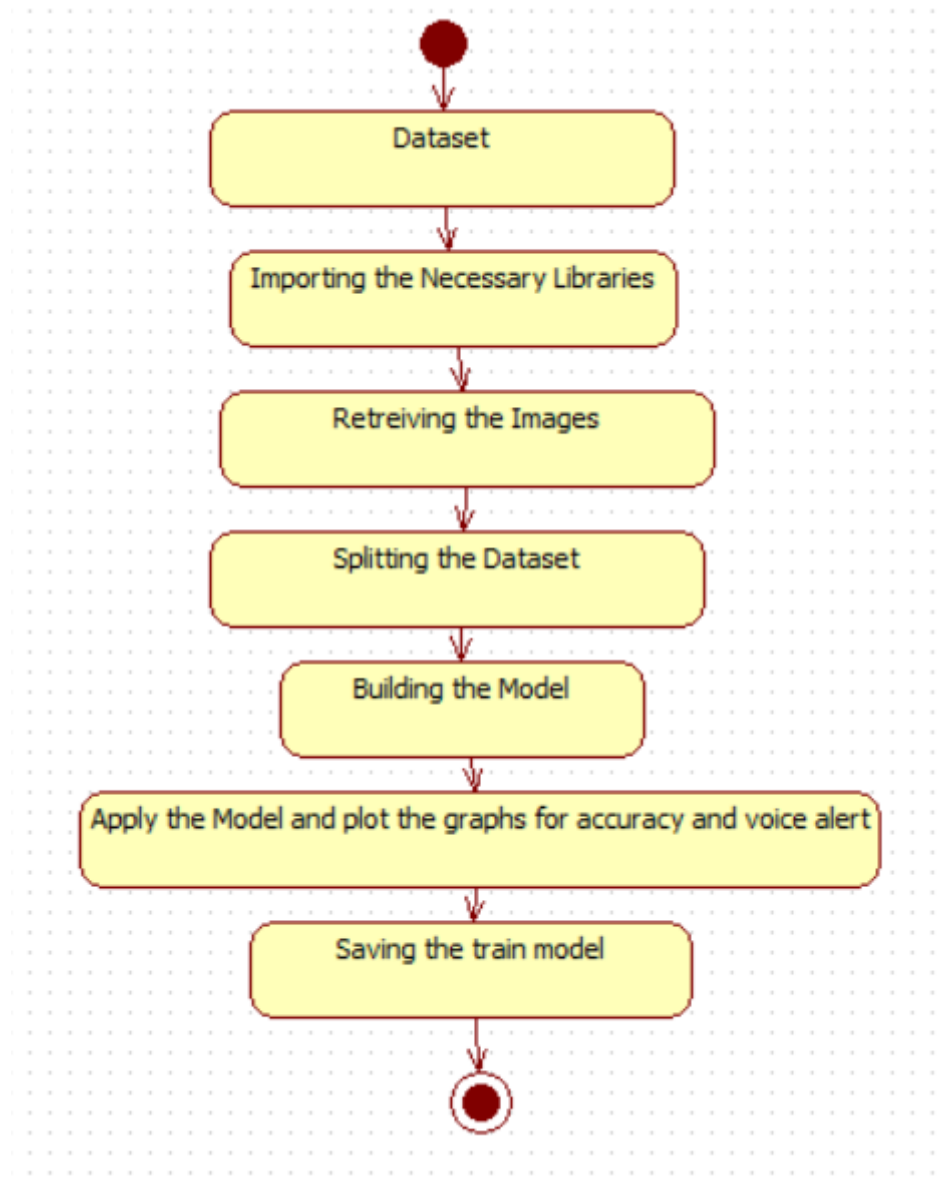 Dataset
Importing the Necessary Libraries
Retreiving the Images
Splitting the Dataset
Building the Model
Apply the Model and plot the graphs for accuracy and voice alert
Saving the train model